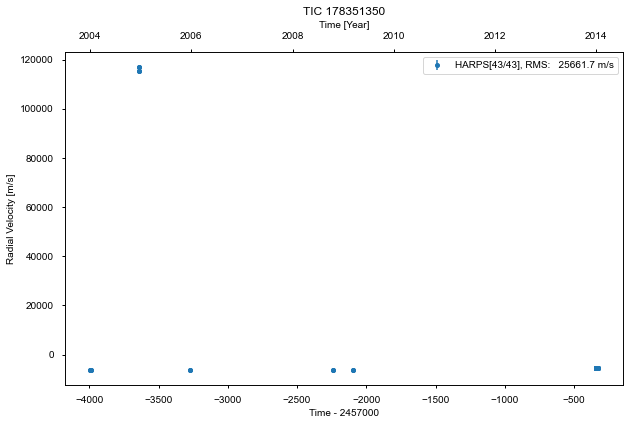 TIC 178351350
Time [Year]
2004 2006 2008 2010 2012 2014
HARPS[43/43], RMS: 25661.7 m/s
120000
100000
80000
60000
40000
20000
0
Radial Velocity [m/s]
−4000 −3500 −3000 −2500 −2000 −1500 −1000 −500
Time - 2457000